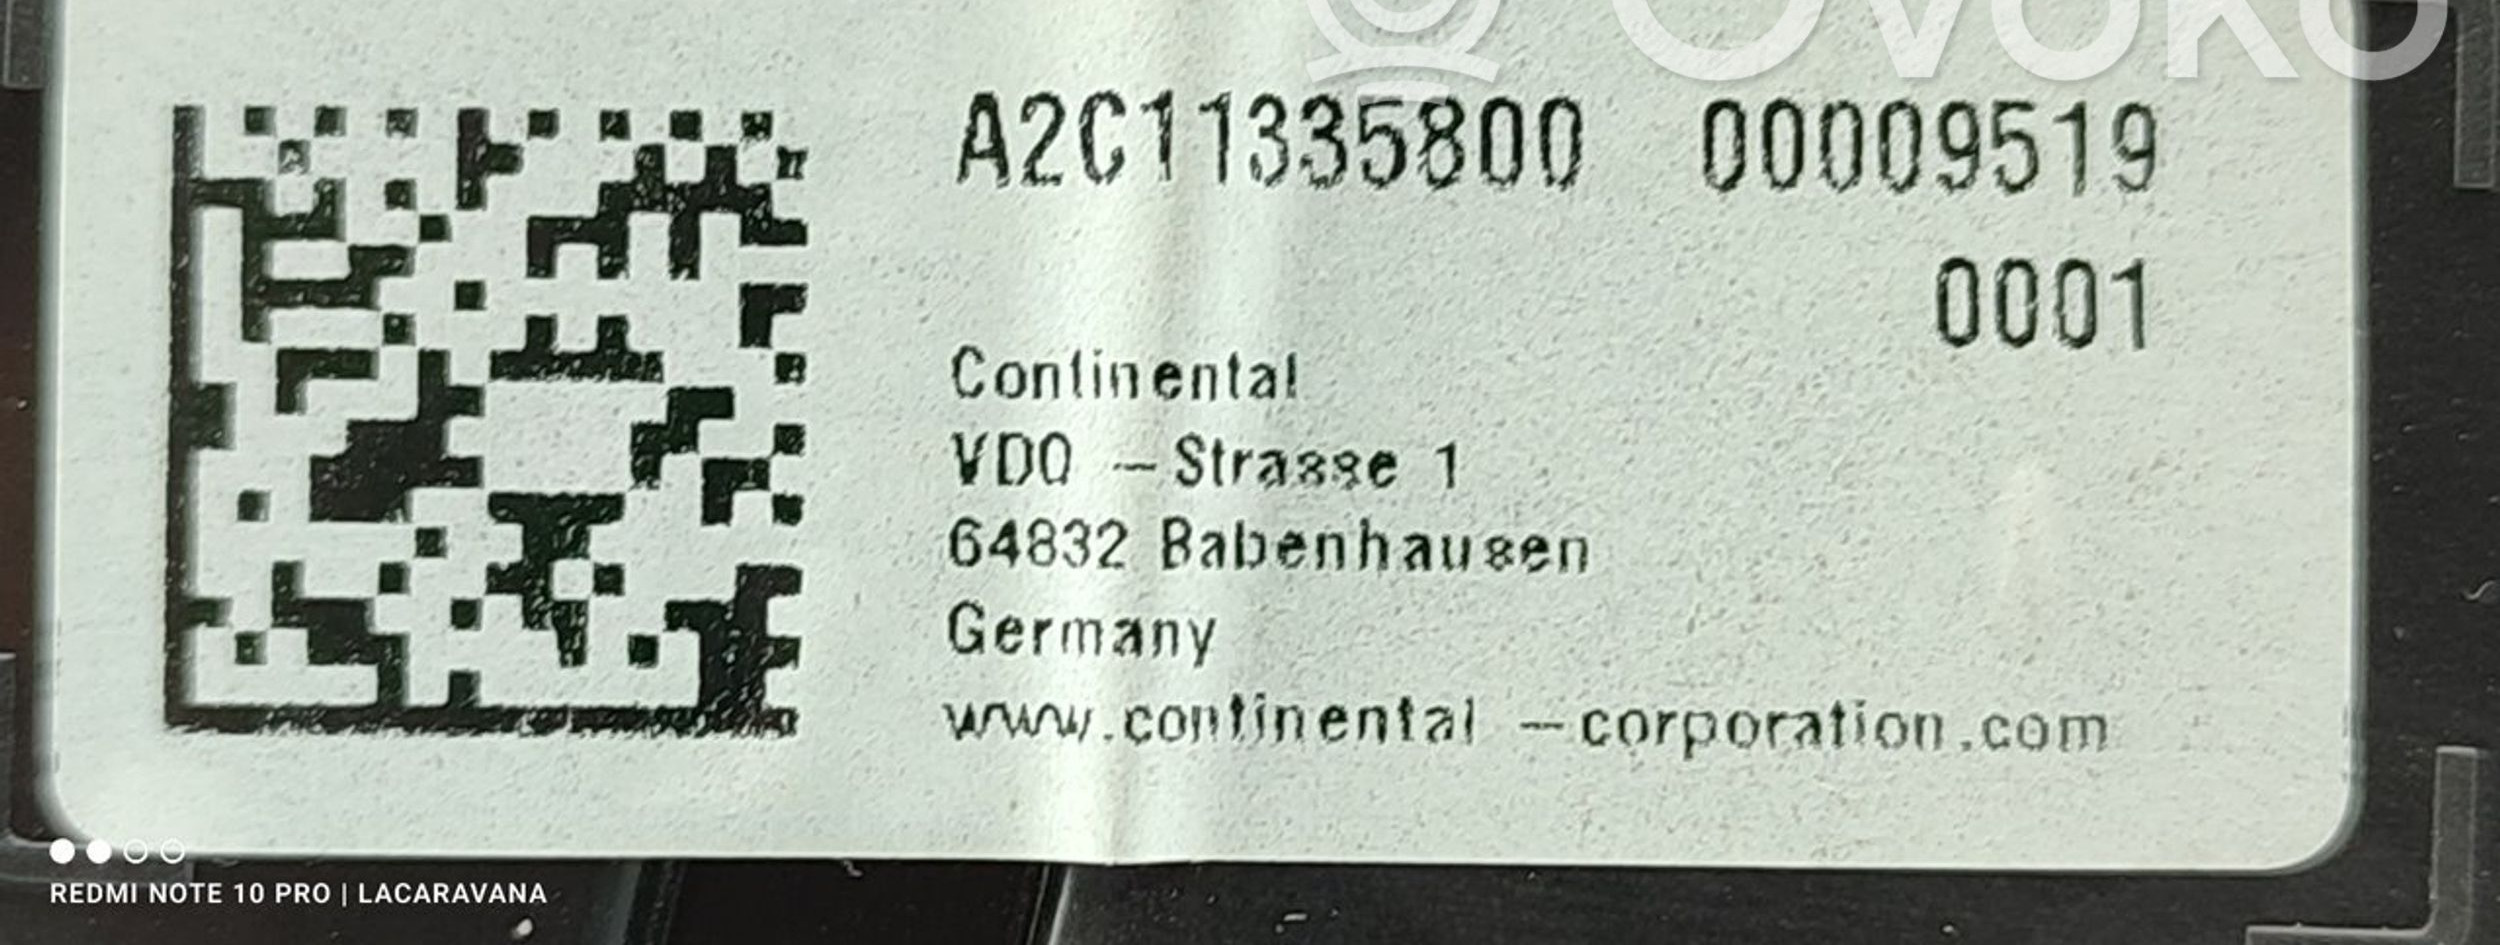 OVOKO
A2C11335800 00009519
0001
Continental
VDO - Strasse 1
64832 Babenhausen
Germany
www.continental -corporation.com
REDMI NOTE 10 PRO | LACARAVANA